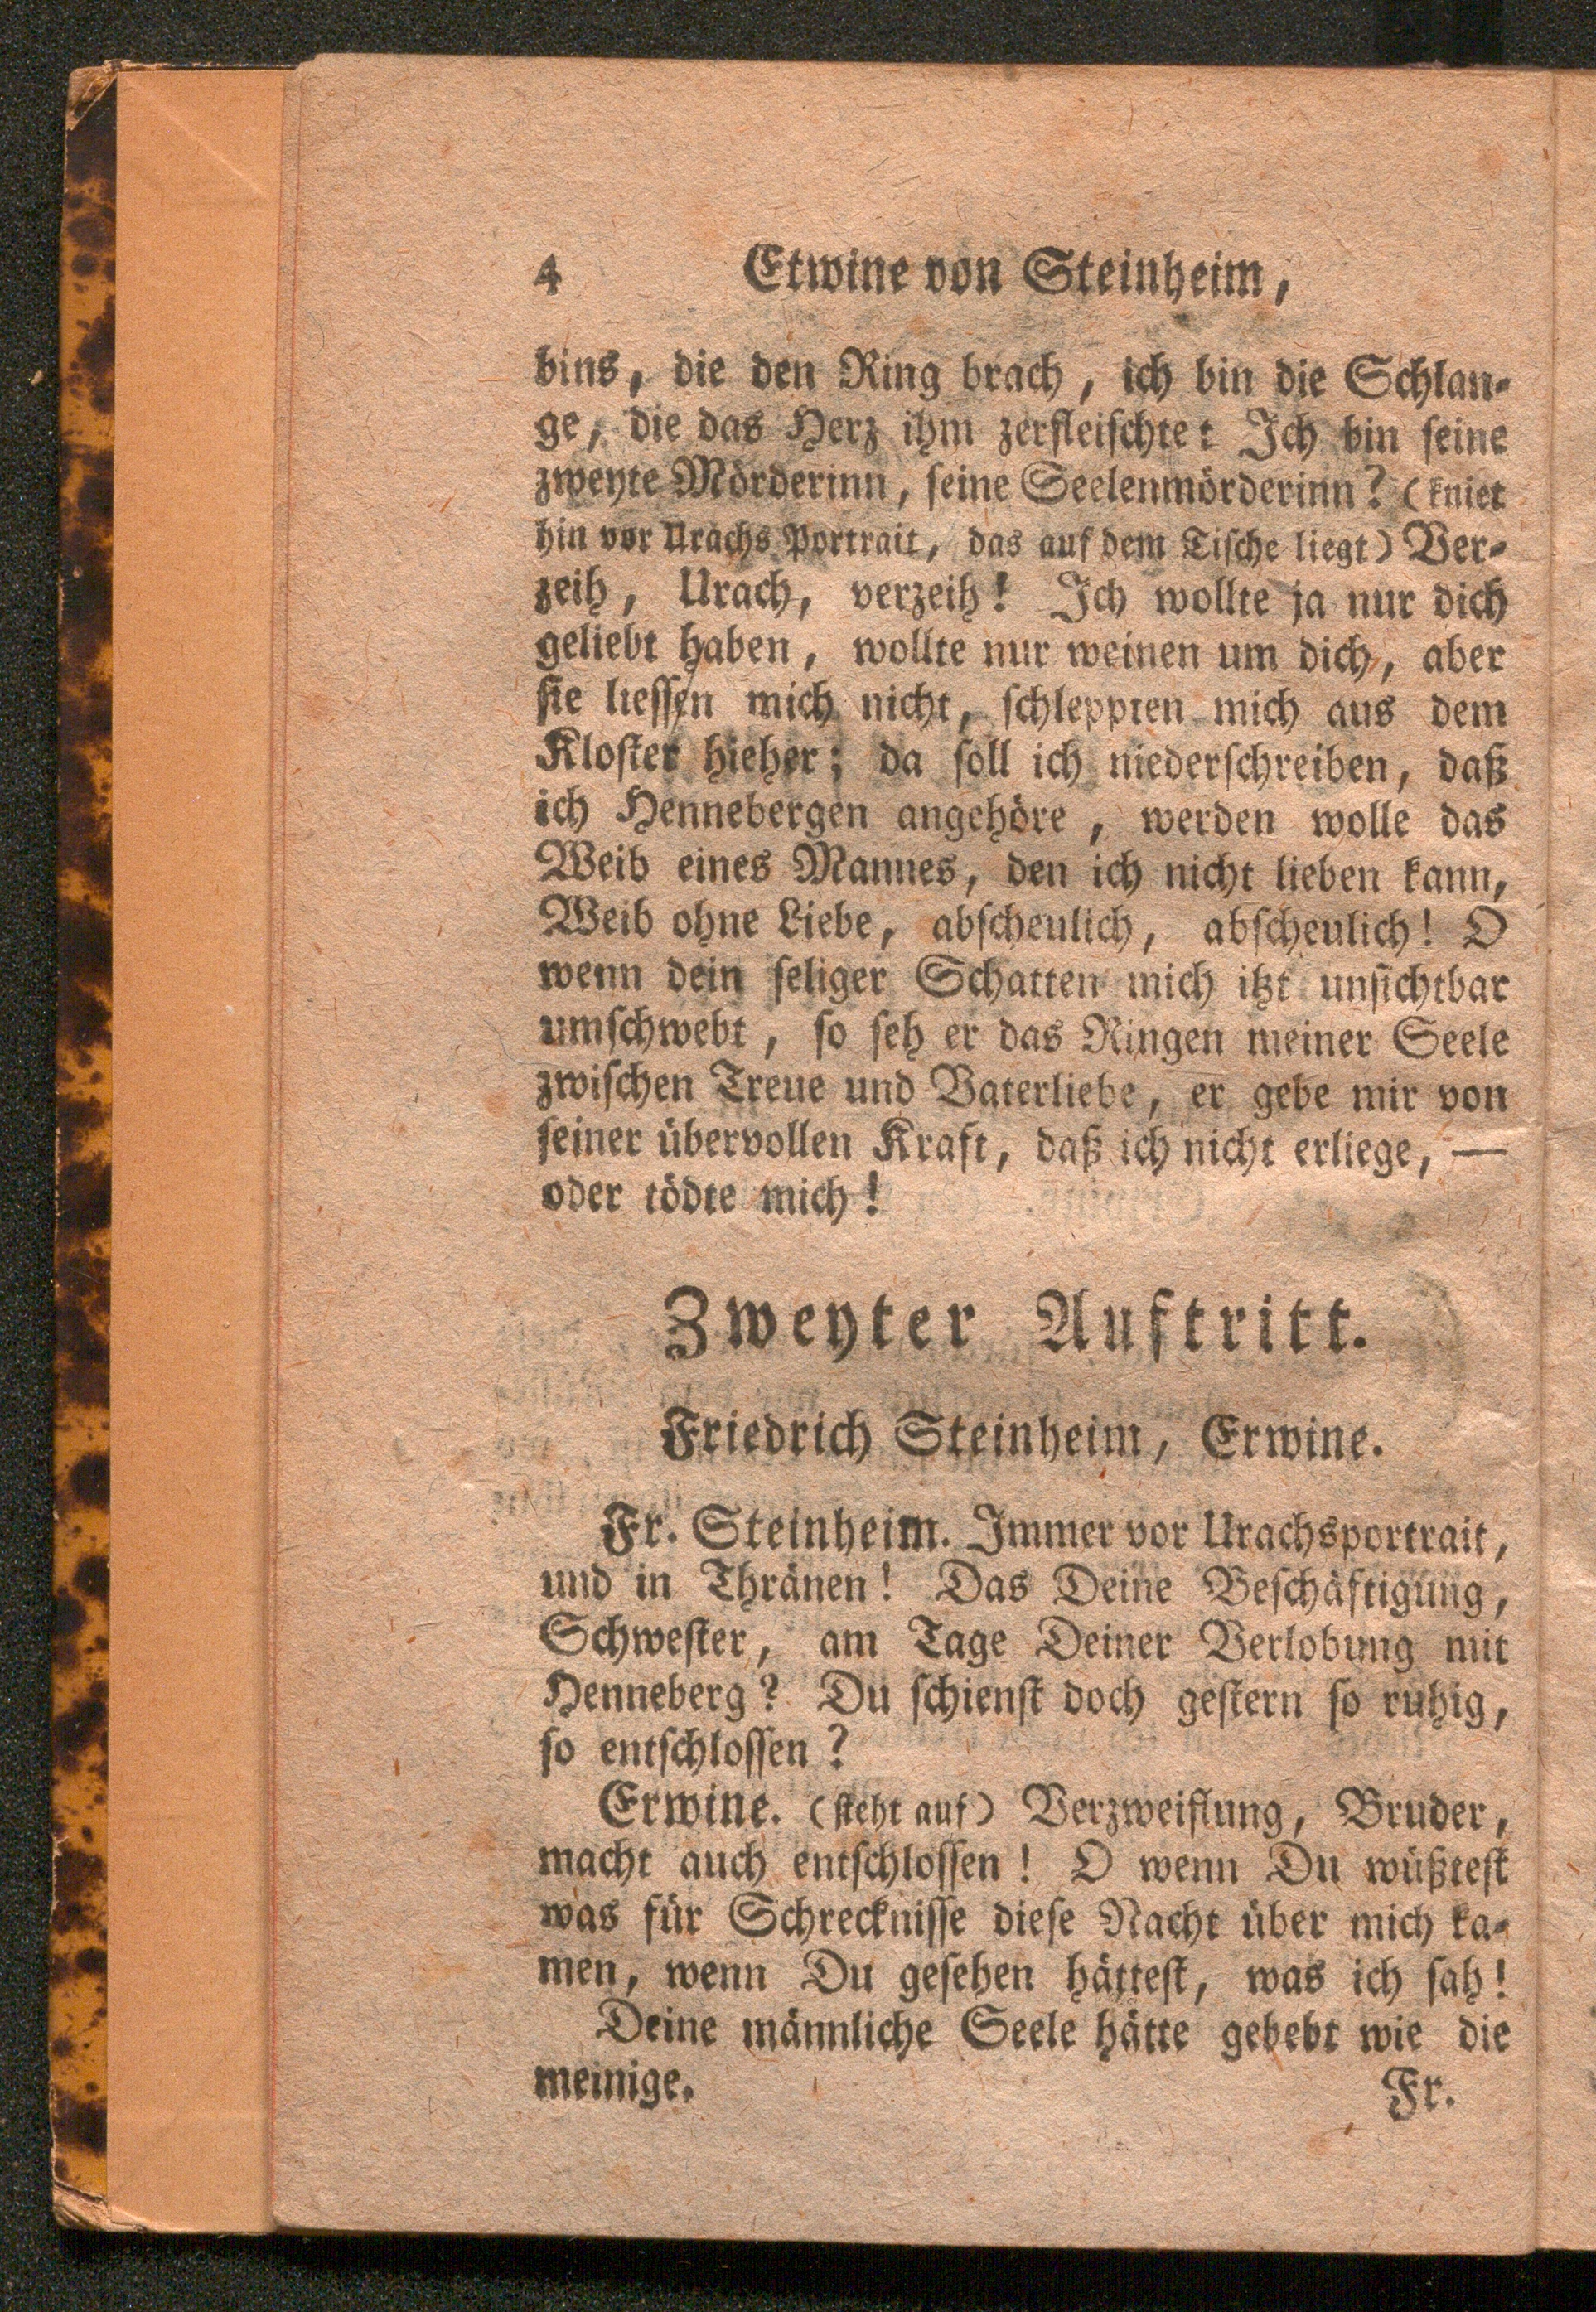 4 Etwine von Steinheim,
bins, die den Ring brach, ich bin die Schlan-
ge, die das Herz ihm zerfleischte: Ich bin seine
zweyte Mörderinn, seine Seelenmörderinn? (kniet
hin vor Urachs Portrait, das auf dem Tische liegt) Ver-
zeih, Urach, verzeih! Ich wollte ja nur dich
geliebt haben, wollte nur weinen um dich, aber
sie liessen mich nicht, schleppten mich aus dem
Kloster hieher; da soll ich niederschreiben, daß
ich Hennebergen angehöre, werden wolle das
Weib eines Mannes, den ich nicht lieben kann,
Weib ohne Liebe, abscheulich, abscheulich! O
wenn dein seliger Schatten mich itzt unsichtbar
umschwebt, so seh er das Ringen meiner Seele
zwischen Treue und Vaterliebe, er gebe mir von
seiner übervollen Kraft, daß ich nicht erliege, —
oder tödte mich!
Zweyter Auftritt.
Friedrich Steinheim, Erwine.
Fr. Steinheim. Immer vor Urachsportrait,
und in Thränen! Das Deine Beschäftigung,
Schwester, am Tage Deiner Verlobung mit
Henneberg? Du schienst doch gestern so ruhig,
so entschlossen?
Erwine. (steht auf) Verzweiflung, Bruder,
macht auch entschlossen! O wenn Du wüßtest
was für Schrecknisse diese Nacht über mich ka-
men, wenn Du gesehen hättest, was ich sah!
Deine männliche Seele hätte gebebt wie die
meinige. Fr.